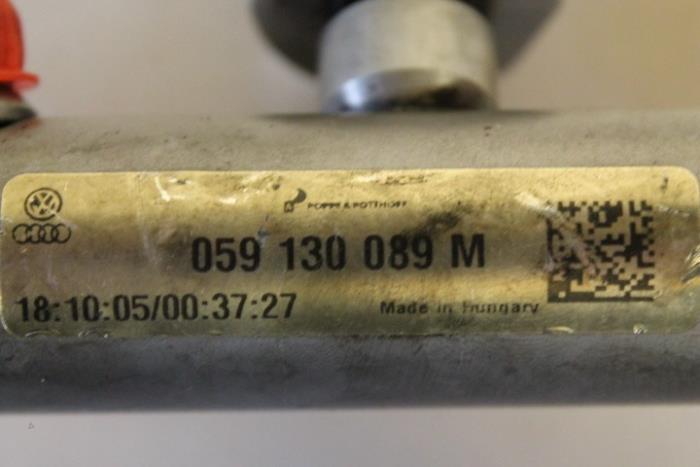 POPPE & POTTHOFF
059 130 089 M
18:10:05/00:37:27
Made in Hungary